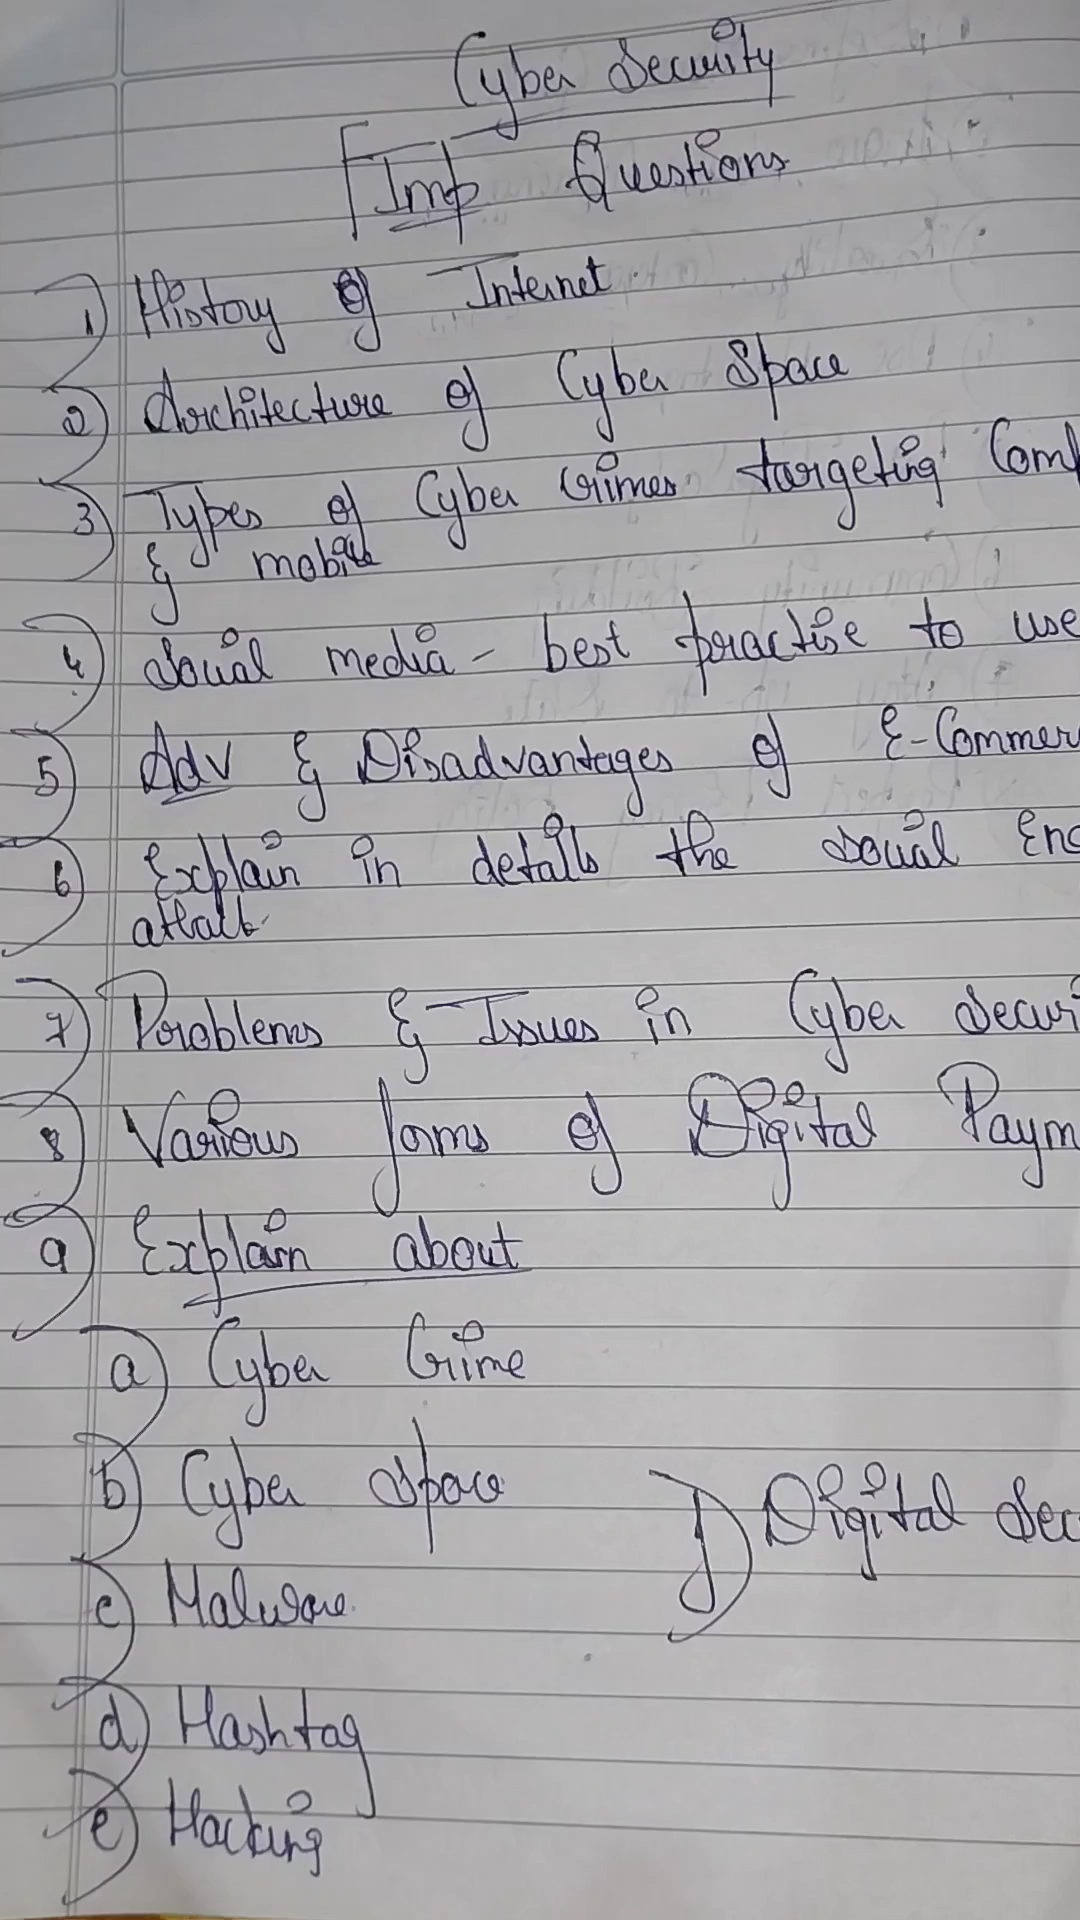 Cyber Security
Imp Questions
1) History of Internet
2) Architecture of Cyber Space
3) Types of Cyber Crimes targeting Comp
& mobile
4) Social media - best practise to use
5) Adv & Disadvantages of E-Commer
6) Explain in details the Social Eng
attack.
7) Problems & Issues in Cyber Securi
8) Various forms of Digital Paym
9) Explain about
a) Cyber Crime
b) Cyber Space
f) Digital Sec
c) Malware.
d) Hashtag
e) Hacking